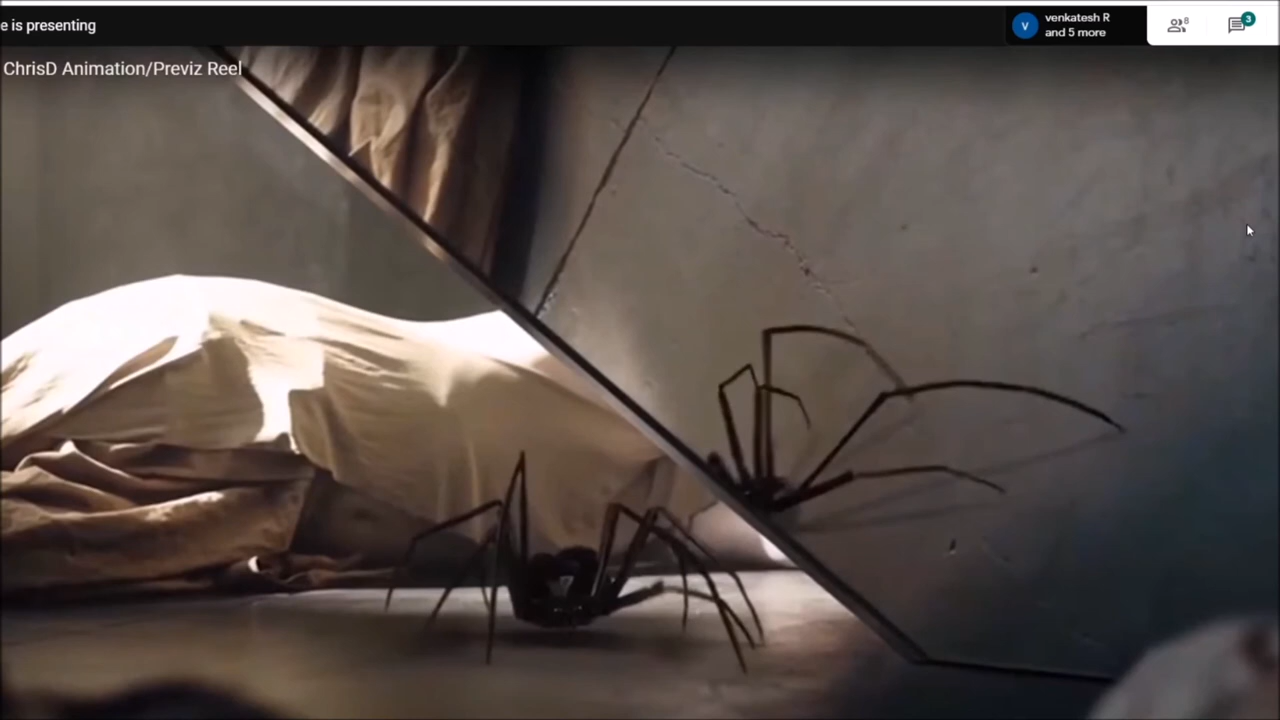 e is presenting
V
venkatesh R
and 5 more
8
3
ChrisD Animation/Previz Reel